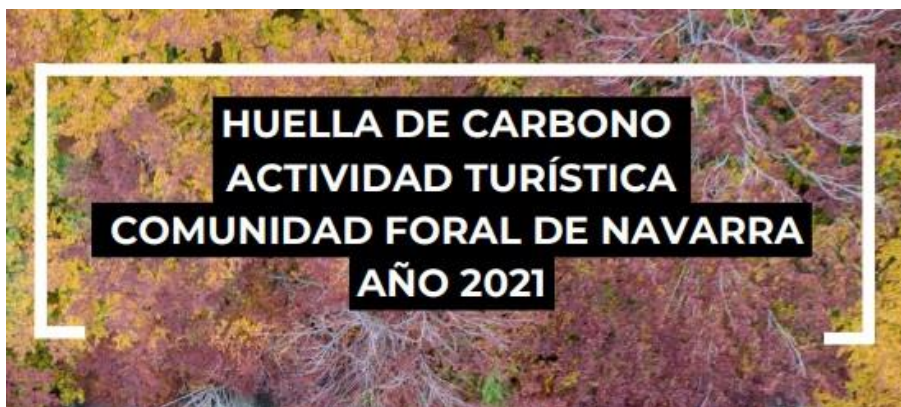 HUELLA DE CARBONO
ACTIVIDAD TURÍSTICA
COMUNIDAD FORAL DE NAVARRA
AÑO 2021